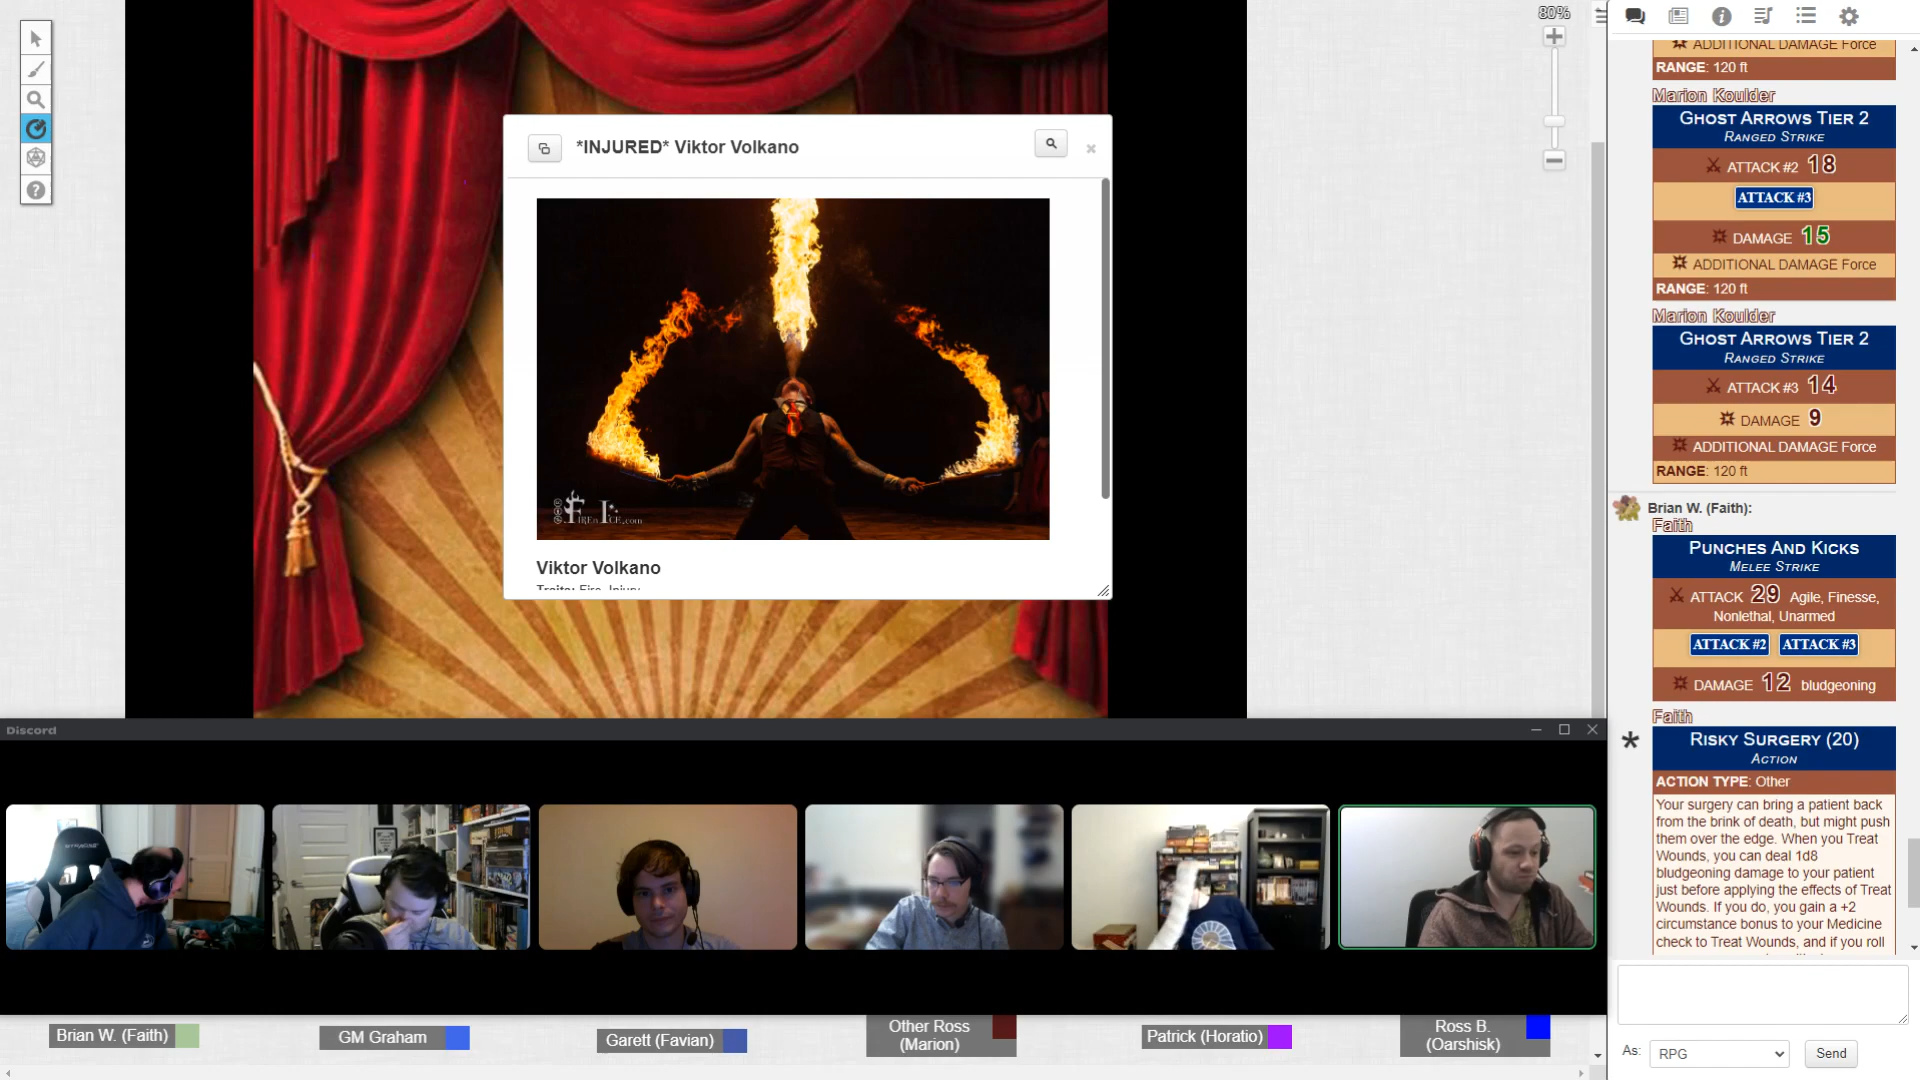 80%
*INJURED* Viktor Volkano
FIREnICE.com
Viktor Volkano
Traits: Fire, Injury
ADDITIONAL DAMAGE Force
RANGE: 120 ft
Marion Koulder
GHOST ARROWS TIER 2
RANGED STRIKE
ATTACK #2 18
ATTACK #3
DAMAGE 15
ADDITIONAL DAMAGE Force
RANGE: 120 ft
Marion Koulder
GHOST ARROWS TIER 2
RANGED STRIKE
ATTACK #3 14
DAMAGE 9
ADDITIONAL DAMAGE Force
RANGE: 120 ft
Brian W. (Faith):
Faith
PUNCHES AND KICKS
MELEE STRIKE
ATTACK 29 Agile, Finesse,
Nonlethal, Unarmed
ATTACK #2 ATTACK #3
DAMAGE 12 bludgeoning
Faith
RISKY SURGERY (20)
ACTION
ACTION TYPE: Other
Your surgery can bring a patient back
from the brink of death, but might push
them over the edge. When you Treat
Wounds, you can deal 1d8
bludgeoning damage to your patient
just before applying the effects of Treat
Wounds. If you do, you gain a +2
circumstance bonus to your Medicine
check to Treat Wounds, and if you roll
As: RPG Send
Discord
Brian W. (Faith)
GM Graham
Garett (Favian)
Other Ross
(Marion)
Patrick (Horatio)
Ross B.
(Oarshisk)